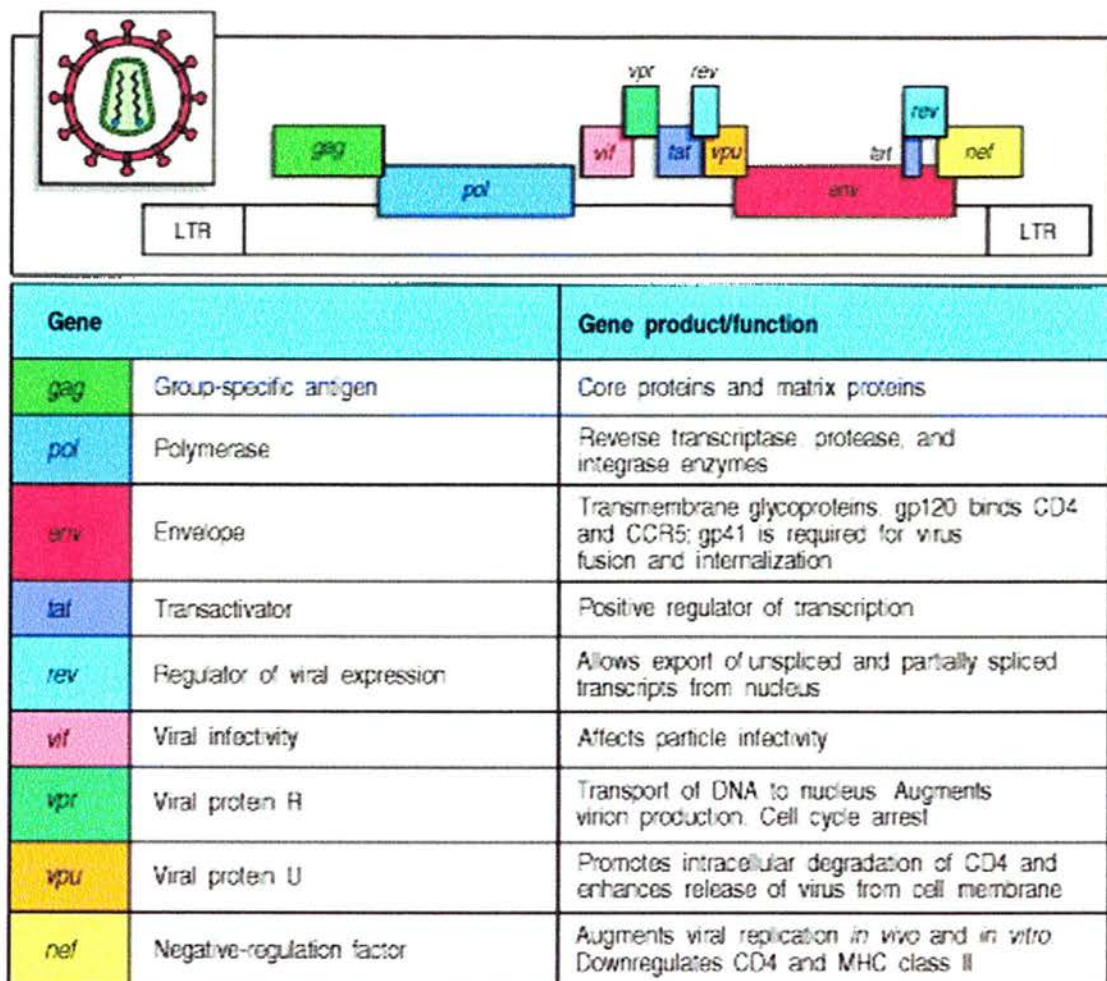 vpr rev
gag vif tat vpu tat rev nef
pol env
LTR LTR
Gene Gene product/function
gag Group-specific antigen Core proteins and matrix proteins
pol Polymerase Reverse transcriptase, protease, and
integrase enzymes
env Envelope Transmembrane glycoproteins. gp120 binds CD4
and CCR5; gp41 is required for virus
fusion and internalization
tat Transactivator Positive regulator of transcription
rev Regulator of viral expression Allows export of unspliced and partially spliced
transcripts from nucleus
vif Viral infectivity Affects particle infectivity
vpr Viral protein R Transport of DNA to nucleus. Augments
virion production. Cell cycle arrest
vpu Viral protein U Promotes intracellular degradation of CD4 and
enhances release of virus from cell membrane
nef Negative-regulation factor Augments viral replication in vivo and in vitro.
Downregulates CD4 and MHC class II